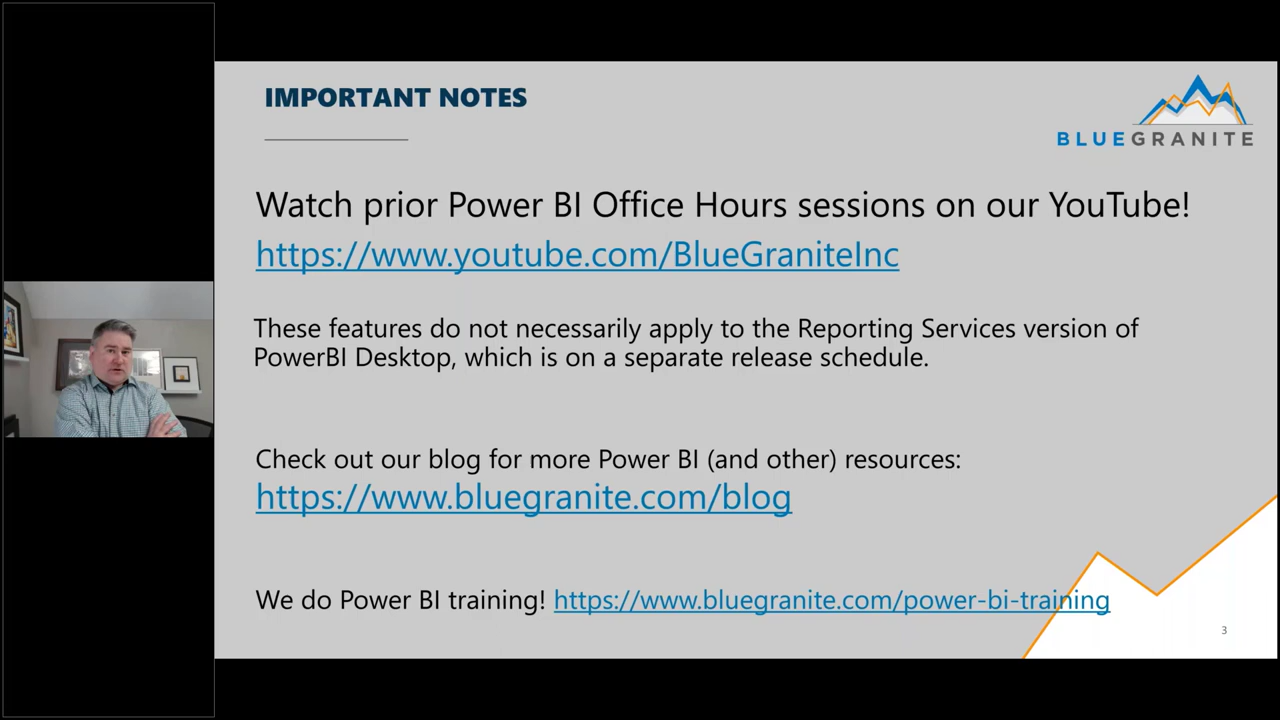 IMPORTANT NOTES
BLUEGRANITE
Watch prior Power BI Office Hours sessions on our YouTube!
https://www.youtube.com/BlueGraniteInc
These features do not necessarily apply to the Reporting Services version of
PowerBI Desktop, which is on a separate release schedule.
Check out our blog for more Power BI (and other) resources:
https://www.bluegranite.com/blog
We do Power BI training! https://www.bluegranite.com/power-bi-training
3